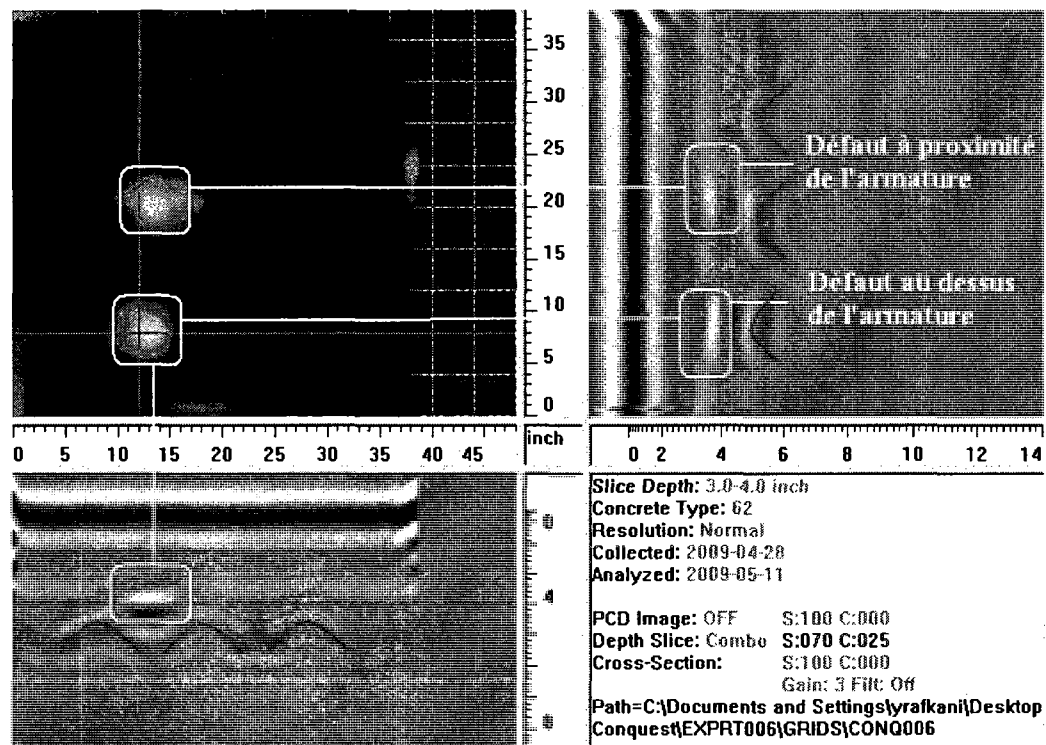 35
30
25
20
15
10
5
0
Défaut à proximité
de l'armature
Défaut au dessus
de l'armature
0 5 10 15 20 25 30 35 40 45
inch
0 2 4 6 8 10 12 14
0
4
8
Slice Depth: 3.0-4.0 inch
Concrete Type: 62
Resolution: Normal
Collected: 2009-04-28
Analyzed: 2009-05-11
PCD Image: OFF S:100 C:000
Depth Slice: Combo S:070 C:025
Cross-Section: S:100 C:000
Gain: 3 Filt: Off
Path=C:\Documents and Settings\yrafkani\Desktop
Conquest\EXPRT006\GRIDS\CONQ006